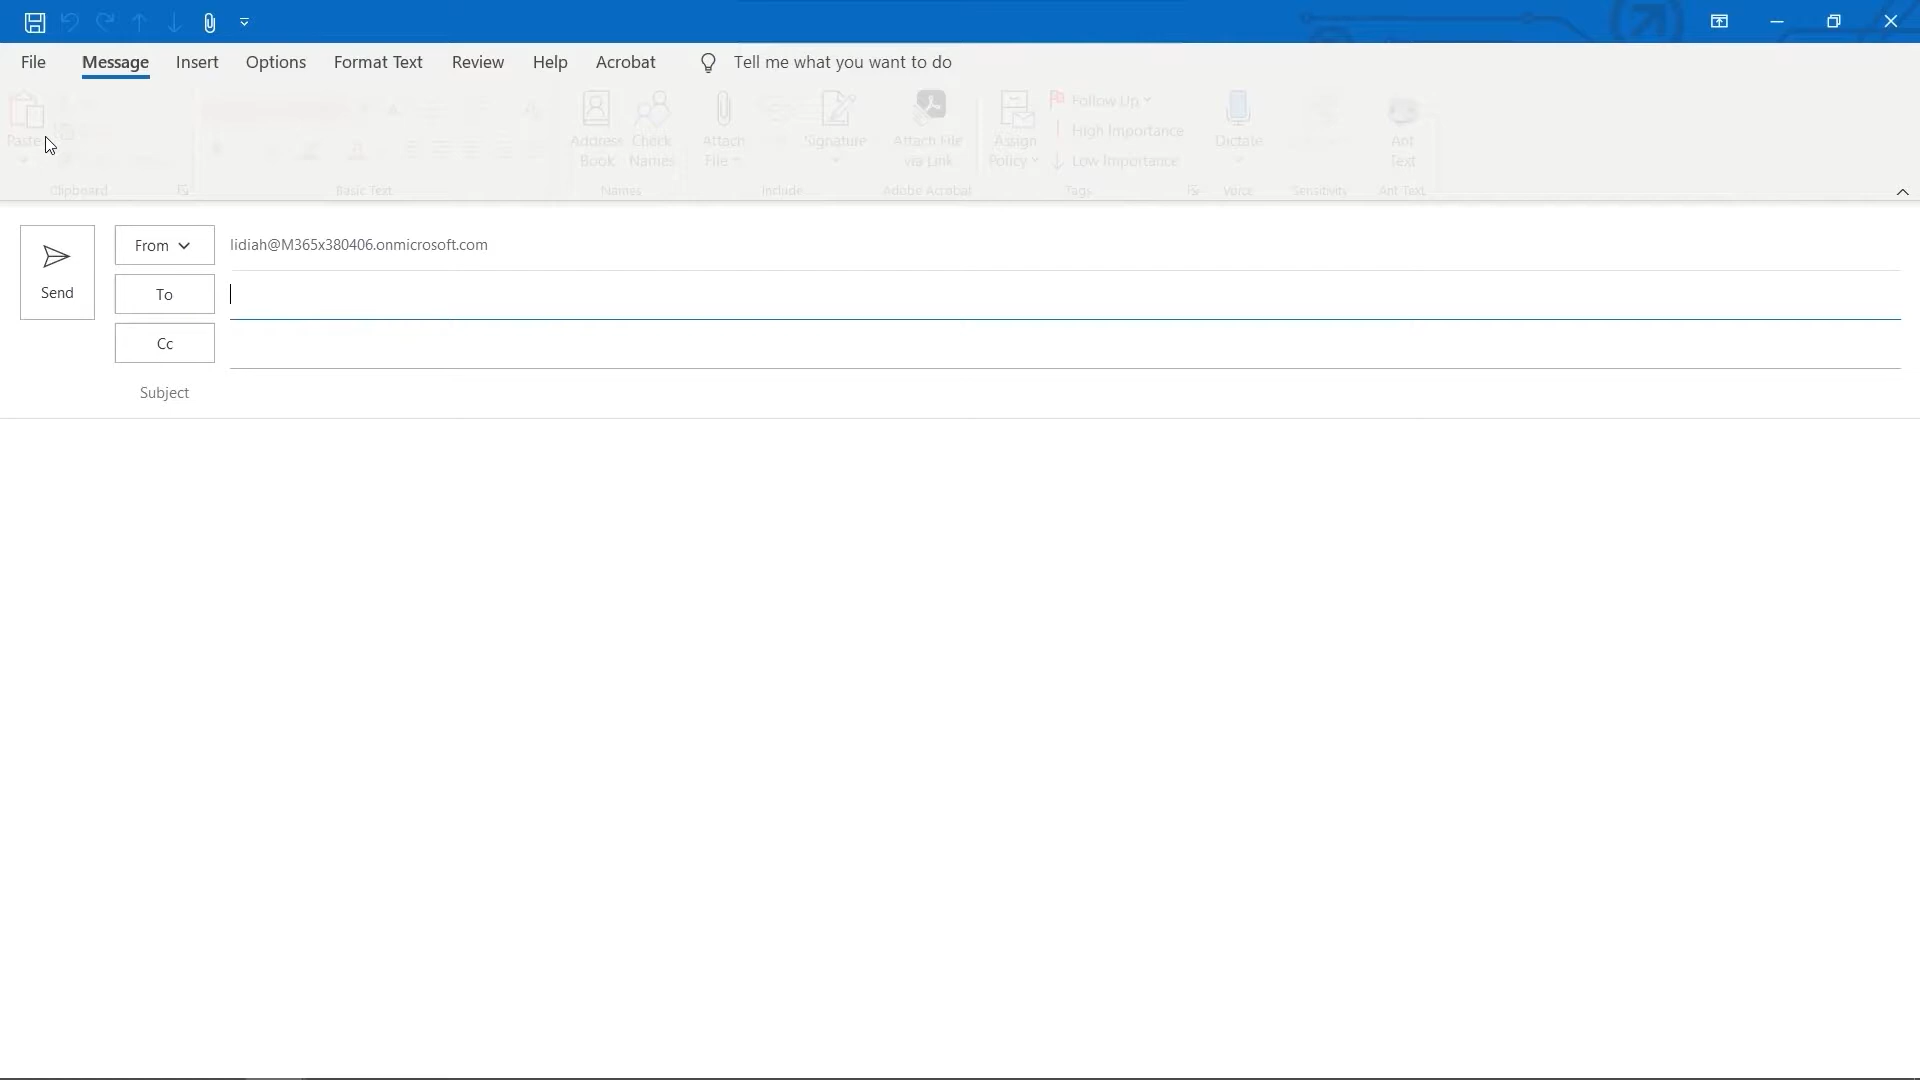 File Message Insert Options Format Text Review Help Acrobat Tell me what you want to do
Paste
Address Book
Check Names
Attach File
Signature
Attach File via Link
Assign Policy
Follow Up
High Importance
Low Importance
Dictate
Ant Text
Clipboard Basic Text Names Include Adobe Acrobat Tags Voice Sensitivity Ant Text
Send
From lidiah@M365x380406.onmicrosoft.com
To
Cc
Subject